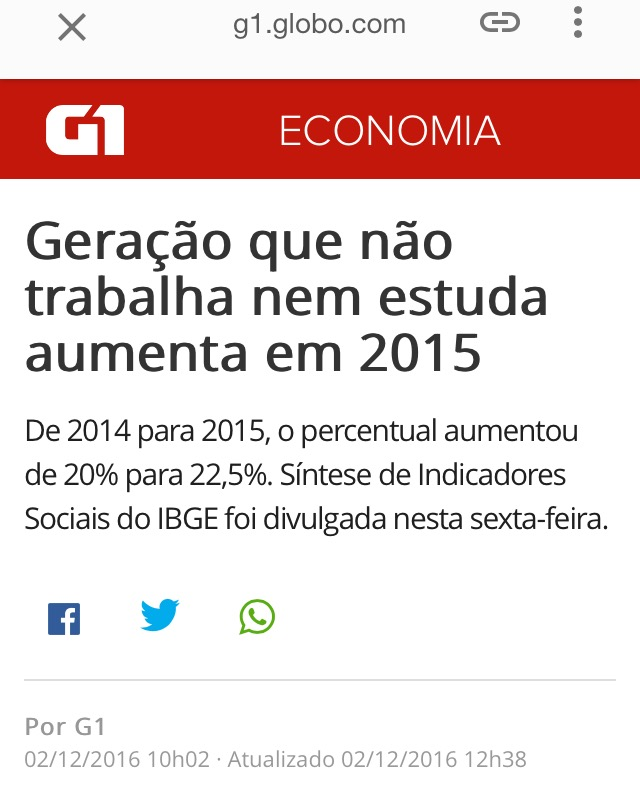 g1.globo.com
G1 ECONOMIA
Geração que não
trabalha nem estuda
aumenta em 2015
De 2014 para 2015, o percentual aumentou
de 20% para 22,5%. Síntese de Indicadores
Sociais do IBGE foi divulgada nesta sexta-feira.
Por G1
02/12/2016 10h02 · Atualizado 02/12/2016 12h38